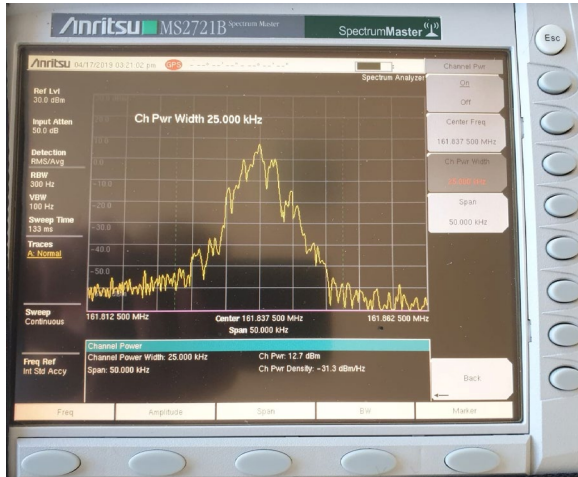 Anritsu MS2721B Spectrum Master
SpectrumMaster
Esc
Anritsu 04/17/2019 03:21:02 pm GPS
Spectrum Analyzer
Channel Pwr
On
Off
Center Freq
161.837 500 MHz
Ch Pwr Width
Span
50.000 kHz
Back
Ref Lvl
30.0 dBm
Input Atten
50.0 dB
Detection
RMS/Avg
RBW
300 Hz
VBW
100 Hz
Sweep Time
133 ms
Traces
A: Normal
Sweep
Continuous
Freq Ref
Int Std Accy
Ch Pwr Width 25.000 kHz
-10.0
-40.0
-50.0
161.812 500 MHz
Center 161.837 500 MHz
161.862 500 MHz
Span 50.000 kHz
Channel Power
Channel Power Width: 25.000 kHz
Ch Pwr: 12.7 dBm
Span: 50.000 kHz
Ch Pwr Density: -31.3 dBm/Hz
Freq
Amplitude
Span
BW
Marker